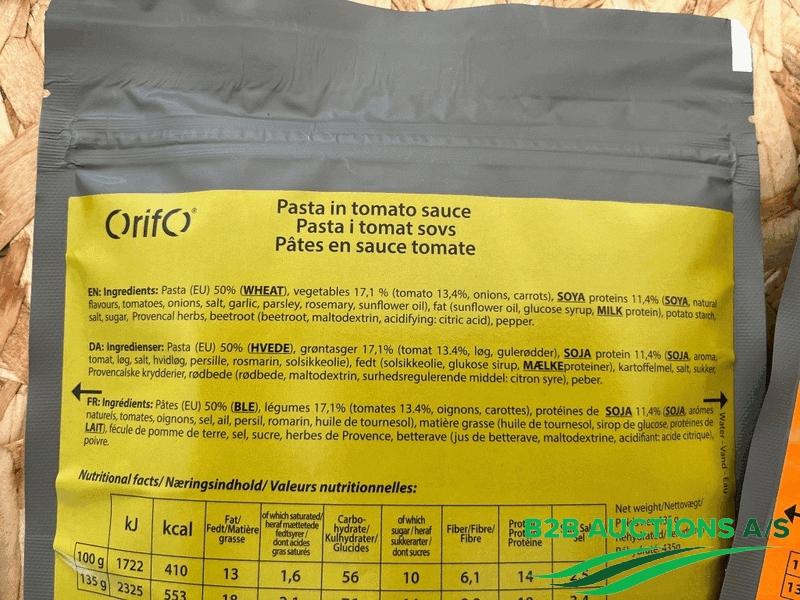 OrifO®
Pasta in tomato sauce
Pasta i tomat sovs
Pâtes en sauce tomate
EN: Ingredients: Pasta (EU) 50% (WHEAT), vegetables 17,1 % (tomato 13,4%, onions, carrots), SOYA proteins 11,4% (SOYA, natural
flavours, tomatoes, onions, salt, garlic, parsley, rosemary, sunflower oil), fat (sunflower oil, glucose syrup, MILK protein), potato starch,
salt, sugar, Provencal herbs, beetroot (beetroot, maltodextrin, acidifying: citric acid), pepper.
DA: Ingredienser: Pasta (EU) 50% (HVEDE), grøntasger 17,1% (tomat 13.4%, løg, gulerødder), SOJA protein 11,4% (SOJA, aroma,
tomat, løg, salt, hvidløg, persille, rosmarin, solsikkeolie), fedt (solsikkeolie, glukose sirup, MÆLKEproteiner), kartoffelmel, salt, sukker,
Provencalske krydderier, rødbede (rødbede, maltodextrin, surhedsregulerende middel: citron syre), peber.
FR: Ingrédients: Pâtes (EU) 50% (BLE), légumes 17,1% (tomates 13.4%, oignons, carottes), protéines de SOJA 11,4% (SOJA, arômes
naturels, tomates, oignons, sel, ail, persil, romarin, huile de tournesol), matière grasse (huile de tournesol, sirop de glucose, protéines de
LAIT), fécule de pomme de terre, sel, sucre, herbes de Provence, betterave (jus de betterave, maltodextrine, acidifiant: acide citrique),
poivre.
Water - Vand - Eau
Nutritional facts/ Næringsindhold/ Valeurs nutritionnelles:
kJ kcal Fat/ Fedt/Matière grasse of which saturated/ heraf mættetede fedtsyrer/ dont acides gras saturés Carbo- hydrate/ Kulhydrater/ Glucides of which sugar/ heraf sukkerarter/ dont sucres Fiber/Fibre/ Fibre Protéine Sel
Net weight/Nettovægt/
435g
100 g 1722 410 13 1,6 56 10 6,1 14 2,5
135 g 2325 553 18
B2B AUCTIONS A/S